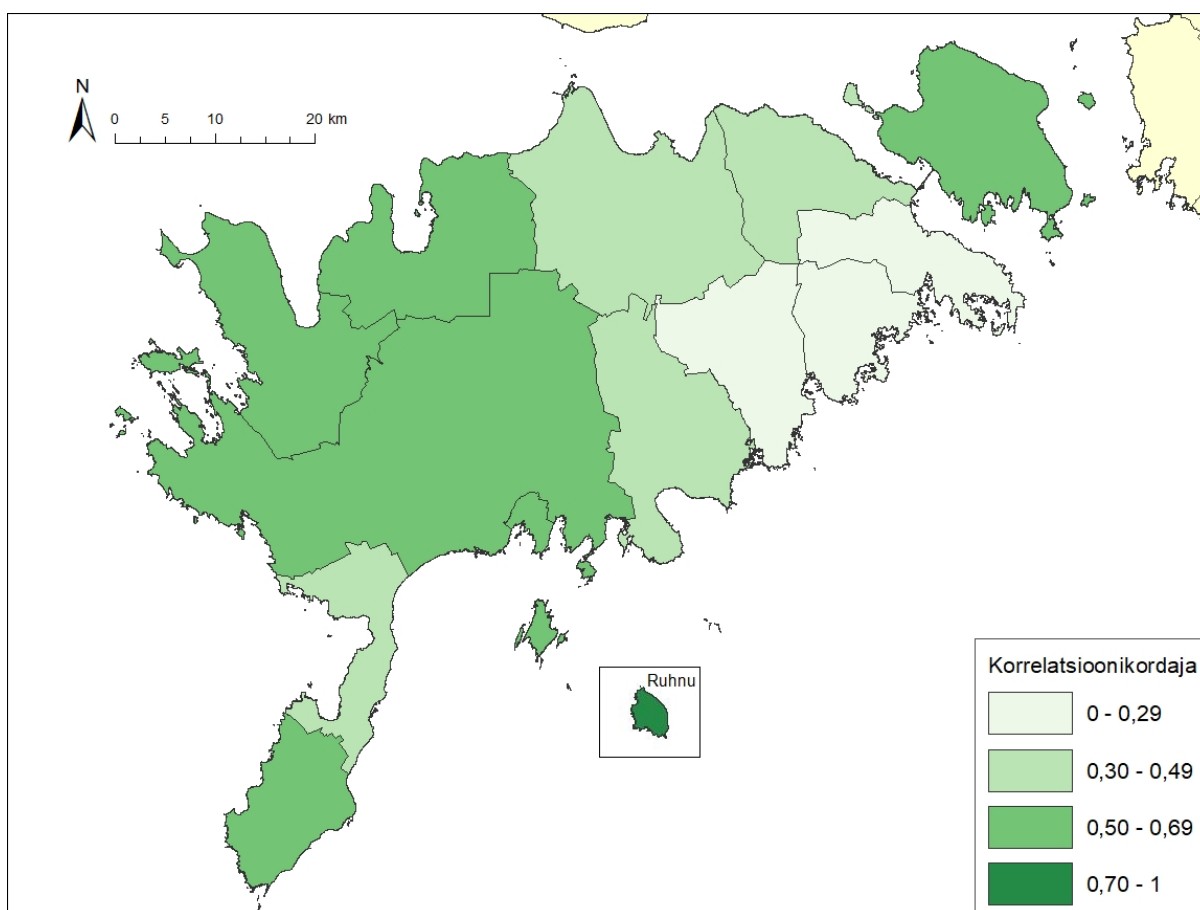 N
0 5 10 20 km
Ruhnu
Korrelatsioonikordaja
0 - 0,29
0,30 - 0,49
0,50 - 0,69
0,70 - 1